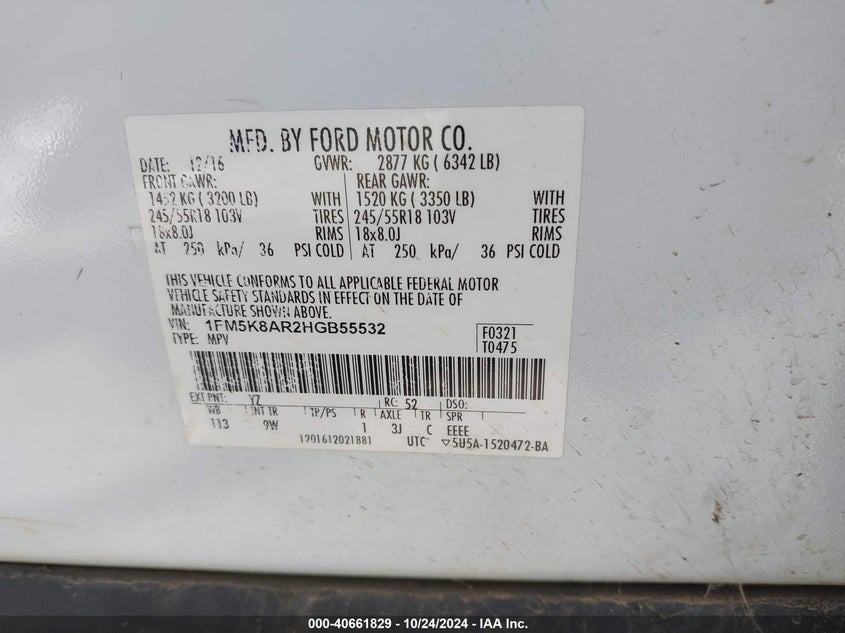 MFD. BY FORD MOTOR CO.
DATE: 12/16 GVWR: 2877 KG ( 6342 LB)
FRONT GAWR: REAR GAWR:
1452 KG ( 3200 LB) WITH 1520 KG ( 3350 LB) WITH
245/55R18 103V TIRES 245/55R18 103V TIRES
18x8.0J RIMS 18x8.0J RIMS
AT 250 kPa/ 36 PSI COLD AT 250 kPa/ 36 PSI COLD
THIS VEHICLE CONFORMS TO ALL APPLICABLE FEDERAL MOTOR
VEHICLE SAFETY STANDARDS IN EFFECT ON THE DATE OF
MANUFACTURE SHOWN ABOVE.
VIN: 1FM5K8AR2HGB55532 F0321
TYPE: MPV T0475
EXT PNT: YZ RC: 52 DSO:
WB INT TR TP/PS R AXLE TR SPR
113 9W 1 3J C EEEE
1201612021881 UTC ▽5U5A-1520472-BA
000-40661829 - 10/24/2024 - IAA Inc.